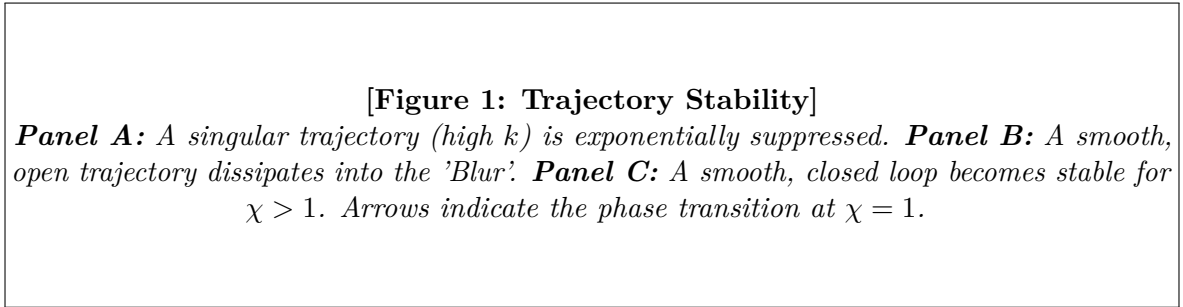 [Figure 1: Trajectory Stability]
Panel A: A singular trajectory (high k) is exponentially suppressed. Panel B: A smooth,
open trajectory dissipates into the 'Blur'. Panel C: A smooth, closed loop becomes stable for
χ > 1. Arrows indicate the phase transition at χ = 1.